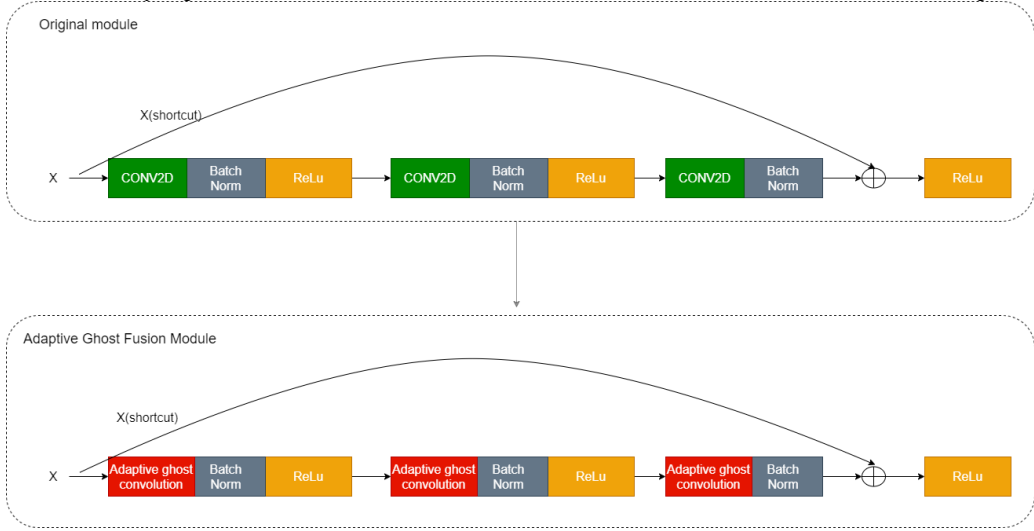 Original module
X(shortcut)
X
CONV2D
Batch
Norm
ReLu
CONV2D
Batch
Norm
ReLu
CONV2D
Batch
Norm
ReLu
Adaptive Ghost Fusion Module
X(shortcut)
X
Adaptive ghost
convolution
Batch
Norm
ReLu
Adaptive ghost
convolution
Batch
Norm
ReLu
Adaptive ghost
convolution
Batch
Norm
ReLu